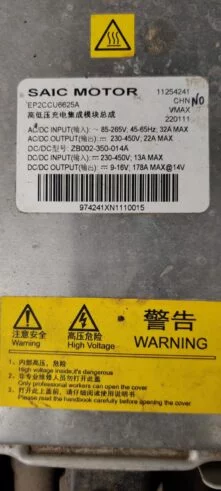 SAIC MOTOR 11254241
EP2CCU6625A CHN NO
高低压充电集成模块总成 VMAX
220111
AC/DC INPUT(输入): ~ 85-265V, 45-65Hz, 32A MAX
AC/DC OUTPUT(输出): ⎓ 230-450V, 22A MAX
DC/DC型号: ZB002-350-014A
DC/DC INPUT(输入): ⎓ 230-450V; 13A MAX
DC/DC OUTPUT(输出): ⎓ 9-16V; 178A MAX@14V
974241XN1110015
注意安全 高压危险 警告
Warning High Voltage WARNING
1、内部高压，危险
High voltage inside,it's dangerous
2、非专业维修人员勿打开此盖
Only professional workers can open the cover
3、打开此上盖前，请仔细阅读使用说明书
Please read the handbook carefully before opening the cover